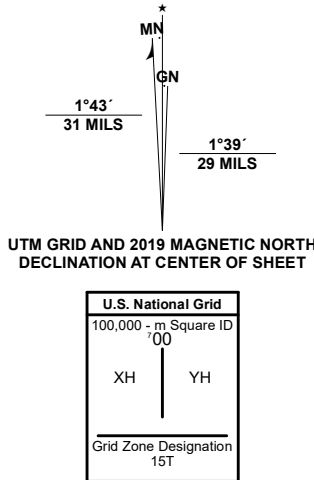 ★
MN
GN
1°43´
31 MILS
1°39´
29 MILS
UTM GRID AND 2019 MAGNETIC NORTH
DECLINATION AT CENTER OF SHEET
U.S. National Grid
100,000 - m Square ID
⁷00
XH YH
Grid Zone Designation
15T